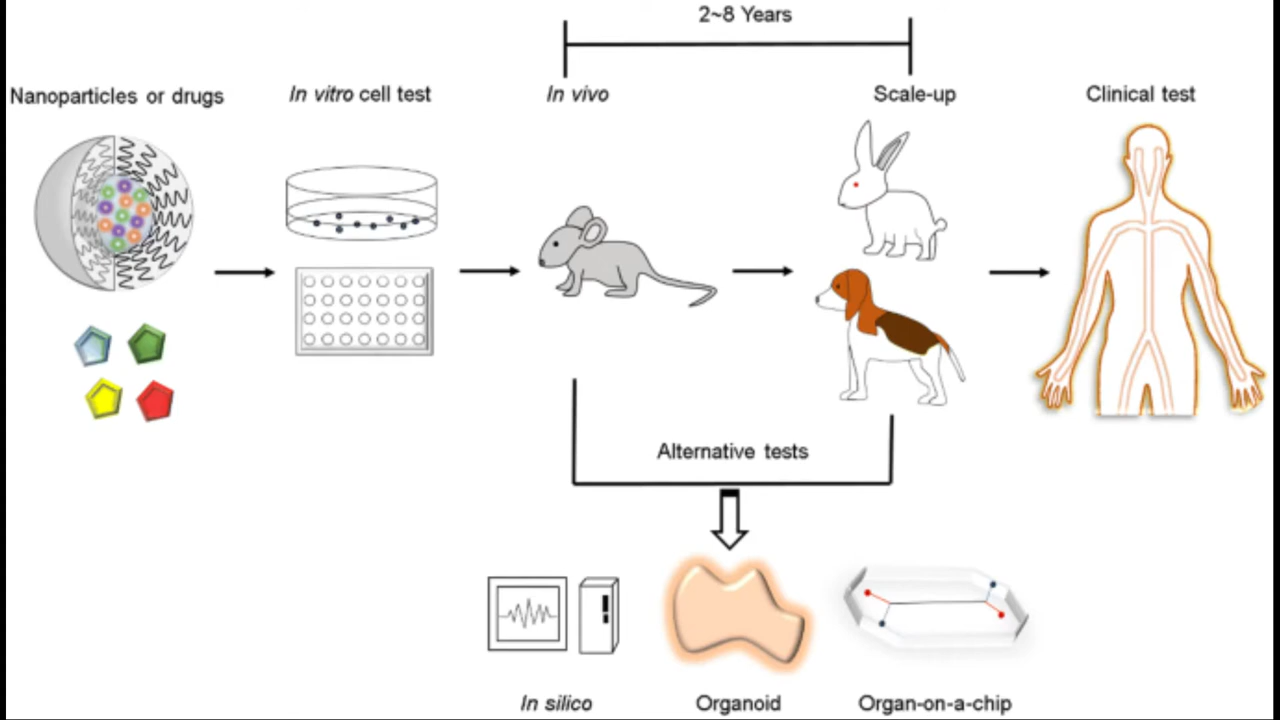 2~8 Years
Nanoparticles or drugs
In vitro cell test
In vivo
Scale-up
Clinical test
Alternative tests
In silico
Organoid
Organ-on-a-chip